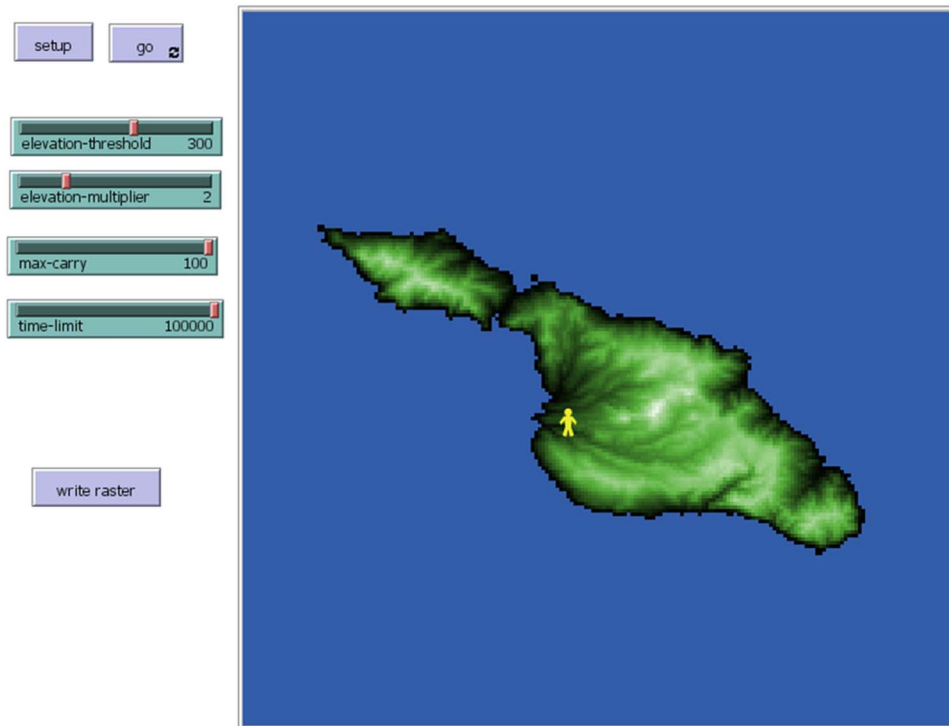 setup
go
elevation-threshold 300
elevation-multiplier 2
max-carry 100
time-limit 100000
write raster